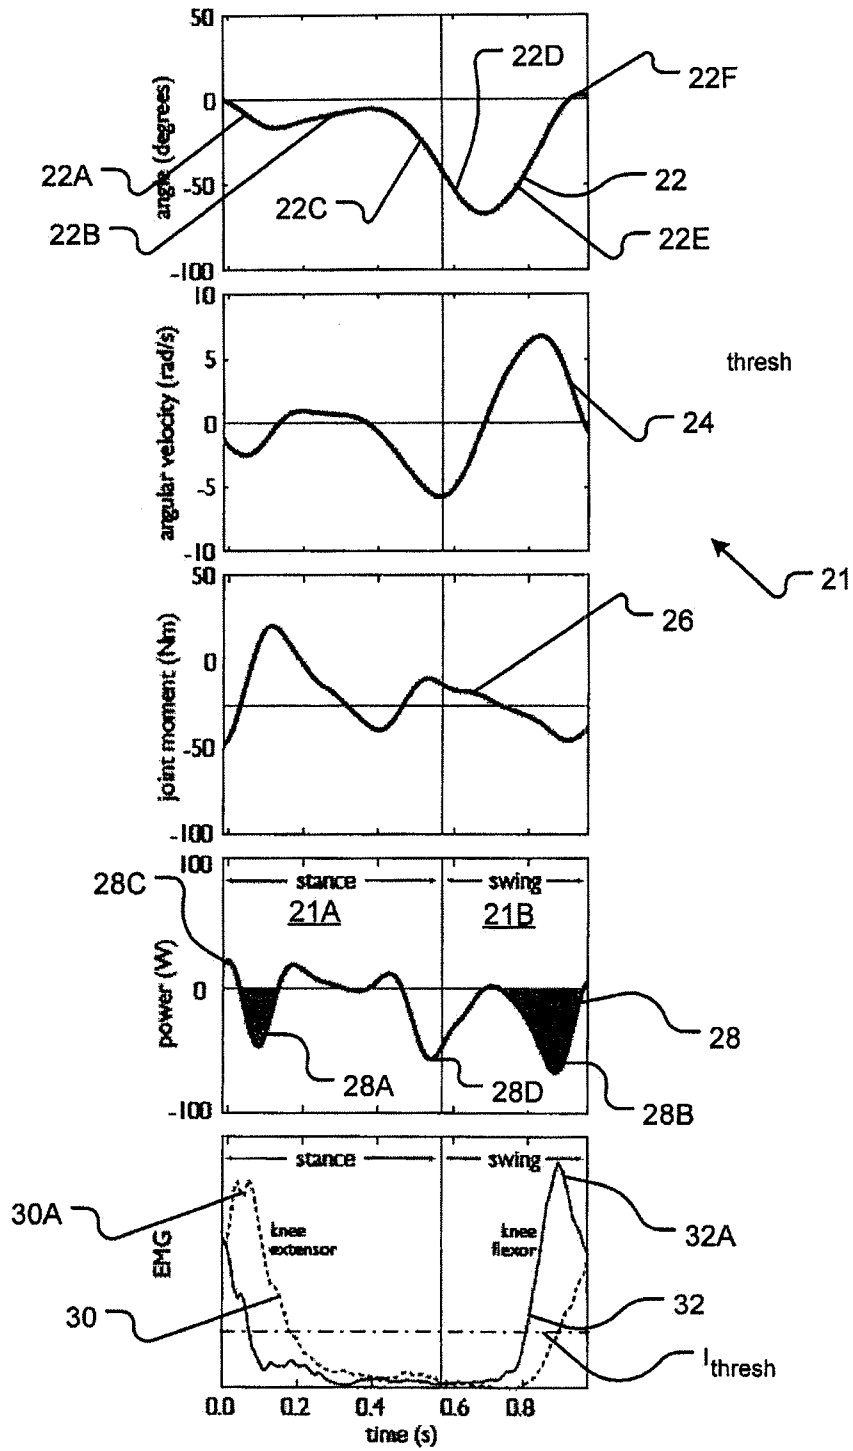 50
22D
0
22F
angle (degrees)
22A
-50
22
22C
22B
22E
-100
10
angular velocity (rad/s)
5
thresh
0
24
-5
-10
21
50
26
joint moment (Nm)
0
-50
-100
100
28C
stance
swing
21A
21B
power (W)
0
28
28A
28D
28B
-100
stance
swing
30A
knee
extensor
knee
flexor
32A
EMG
30
32
I thresh
0.0 0.2 0.4 0.6 0.8
time (s)